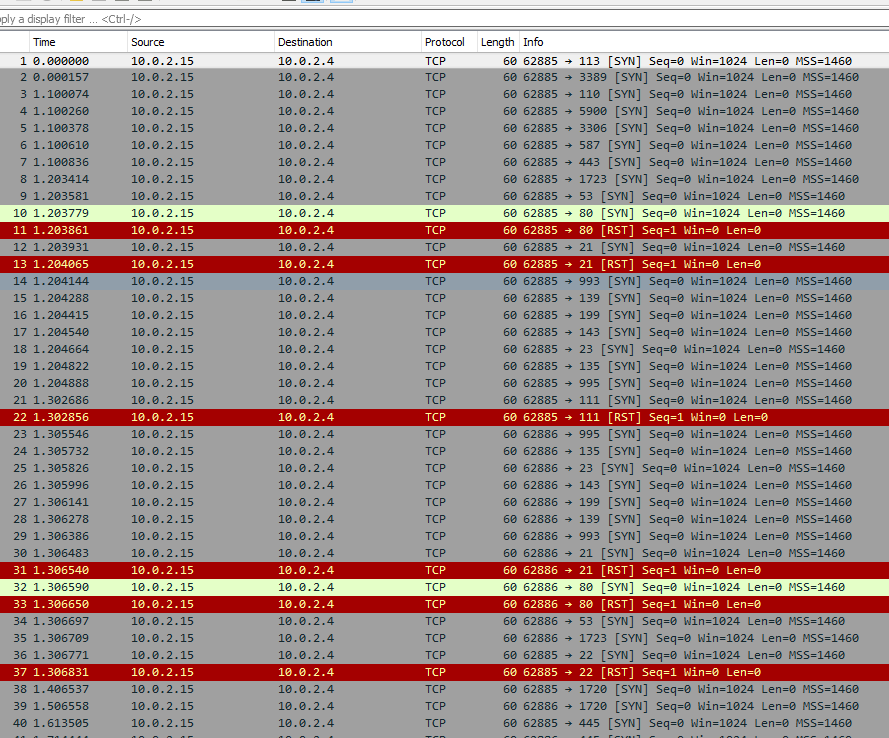 ply a display filter ... <Ctrl-/>
Time Source Destination Protocol Length Info
1 0.000000 10.0.2.15 10.0.2.4 TCP 60 62885 → 113 [SYN] Seq=0 Win=1024 Len=0 MSS=1460
2 0.000157 10.0.2.15 10.0.2.4 TCP 60 62885 → 3389 [SYN] Seq=0 Win=1024 Len=0 MSS=1460
3 1.100074 10.0.2.15 10.0.2.4 TCP 60 62885 → 110 [SYN] Seq=0 Win=1024 Len=0 MSS=1460
4 1.100260 10.0.2.15 10.0.2.4 TCP 60 62885 → 5900 [SYN] Seq=0 Win=1024 Len=0 MSS=1460
5 1.100378 10.0.2.15 10.0.2.4 TCP 60 62885 → 3306 [SYN] Seq=0 Win=1024 Len=0 MSS=1460
6 1.100610 10.0.2.15 10.0.2.4 TCP 60 62885 → 587 [SYN] Seq=0 Win=1024 Len=0 MSS=1460
7 1.100836 10.0.2.15 10.0.2.4 TCP 60 62885 → 443 [SYN] Seq=0 Win=1024 Len=0 MSS=1460
8 1.203414 10.0.2.15 10.0.2.4 TCP 60 62885 → 1723 [SYN] Seq=0 Win=1024 Len=0 MSS=1460
9 1.203581 10.0.2.15 10.0.2.4 TCP 60 62885 → 53 [SYN] Seq=0 Win=1024 Len=0 MSS=1460
10 1.203779 10.0.2.15 10.0.2.4 TCP 60 62885 → 80 [SYN] Seq=0 Win=1024 Len=0 MSS=1460
11 1.203861 10.0.2.15 10.0.2.4 TCP 60 62885 → 80 [RST] Seq=1 Win=0 Len=0
12 1.203931 10.0.2.15 10.0.2.4 TCP 60 62885 → 21 [SYN] Seq=0 Win=1024 Len=0 MSS=1460
13 1.204065 10.0.2.15 10.0.2.4 TCP 60 62885 → 21 [RST] Seq=1 Win=0 Len=0
14 1.204144 10.0.2.15 10.0.2.4 TCP 60 62885 → 993 [SYN] Seq=0 Win=1024 Len=0 MSS=1460
15 1.204288 10.0.2.15 10.0.2.4 TCP 60 62885 → 139 [SYN] Seq=0 Win=1024 Len=0 MSS=1460
16 1.204415 10.0.2.15 10.0.2.4 TCP 60 62885 → 199 [SYN] Seq=0 Win=1024 Len=0 MSS=1460
17 1.204540 10.0.2.15 10.0.2.4 TCP 60 62885 → 143 [SYN] Seq=0 Win=1024 Len=0 MSS=1460
18 1.204664 10.0.2.15 10.0.2.4 TCP 60 62885 → 23 [SYN] Seq=0 Win=1024 Len=0 MSS=1460
19 1.204822 10.0.2.15 10.0.2.4 TCP 60 62885 → 135 [SYN] Seq=0 Win=1024 Len=0 MSS=1460
20 1.204888 10.0.2.15 10.0.2.4 TCP 60 62885 → 995 [SYN] Seq=0 Win=1024 Len=0 MSS=1460
21 1.302686 10.0.2.15 10.0.2.4 TCP 60 62885 → 111 [SYN] Seq=0 Win=1024 Len=0 MSS=1460
22 1.302856 10.0.2.15 10.0.2.4 TCP 60 62885 → 111 [RST] Seq=1 Win=0 Len=0
23 1.305546 10.0.2.15 10.0.2.4 TCP 60 62886 → 995 [SYN] Seq=0 Win=1024 Len=0 MSS=1460
24 1.305732 10.0.2.15 10.0.2.4 TCP 60 62886 → 135 [SYN] Seq=0 Win=1024 Len=0 MSS=1460
25 1.305826 10.0.2.15 10.0.2.4 TCP 60 62886 → 23 [SYN] Seq=0 Win=1024 Len=0 MSS=1460
26 1.305996 10.0.2.15 10.0.2.4 TCP 60 62886 → 143 [SYN] Seq=0 Win=1024 Len=0 MSS=1460
27 1.306141 10.0.2.15 10.0.2.4 TCP 60 62886 → 199 [SYN] Seq=0 Win=1024 Len=0 MSS=1460
28 1.306278 10.0.2.15 10.0.2.4 TCP 60 62886 → 139 [SYN] Seq=0 Win=1024 Len=0 MSS=1460
29 1.306386 10.0.2.15 10.0.2.4 TCP 60 62886 → 993 [SYN] Seq=0 Win=1024 Len=0 MSS=1460
30 1.306483 10.0.2.15 10.0.2.4 TCP 60 62886 → 21 [SYN] Seq=0 Win=1024 Len=0 MSS=1460
31 1.306540 10.0.2.15 10.0.2.4 TCP 60 62886 → 21 [RST] Seq=1 Win=0 Len=0
32 1.306590 10.0.2.15 10.0.2.4 TCP 60 62886 → 80 [SYN] Seq=0 Win=1024 Len=0 MSS=1460
33 1.306650 10.0.2.15 10.0.2.4 TCP 60 62886 → 80 [RST] Seq=1 Win=0 Len=0
34 1.306697 10.0.2.15 10.0.2.4 TCP 60 62886 → 53 [SYN] Seq=0 Win=1024 Len=0 MSS=1460
35 1.306709 10.0.2.15 10.0.2.4 TCP 60 62886 → 1723 [SYN] Seq=0 Win=1024 Len=0 MSS=1460
36 1.306771 10.0.2.15 10.0.2.4 TCP 60 62885 → 22 [SYN] Seq=0 Win=1024 Len=0 MSS=1460
37 1.306831 10.0.2.15 10.0.2.4 TCP 60 62885 → 22 [RST] Seq=1 Win=0 Len=0
38 1.406537 10.0.2.15 10.0.2.4 TCP 60 62885 → 1720 [SYN] Seq=0 Win=1024 Len=0 MSS=1460
39 1.506558 10.0.2.15 10.0.2.4 TCP 60 62886 → 1720 [SYN] Seq=0 Win=1024 Len=0 MSS=1460
40 1.613505 10.0.2.15 10.0.2.4 TCP 60 62885 → 445 [SYN] Seq=0 Win=1024 Len=0 MSS=1460